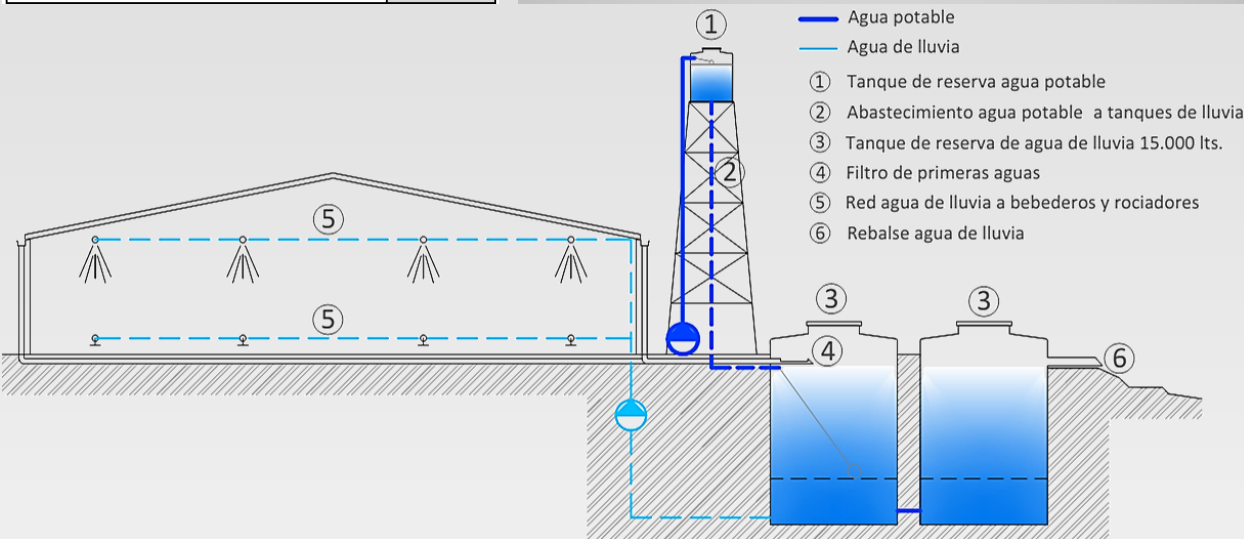 1
Agua potable
Agua de lluvia
1 Tanque de reserva agua potable
2 Abastecimiento agua potable a tanques de lluvia
3 Tanque de reserva de agua de lluvia 15.000 lts.
4 Filtro de primeras aguas
5 Red agua de lluvia a bebederos y rociadores
6 Rebalse agua de lluvia
2
5
5
3
3
4
6